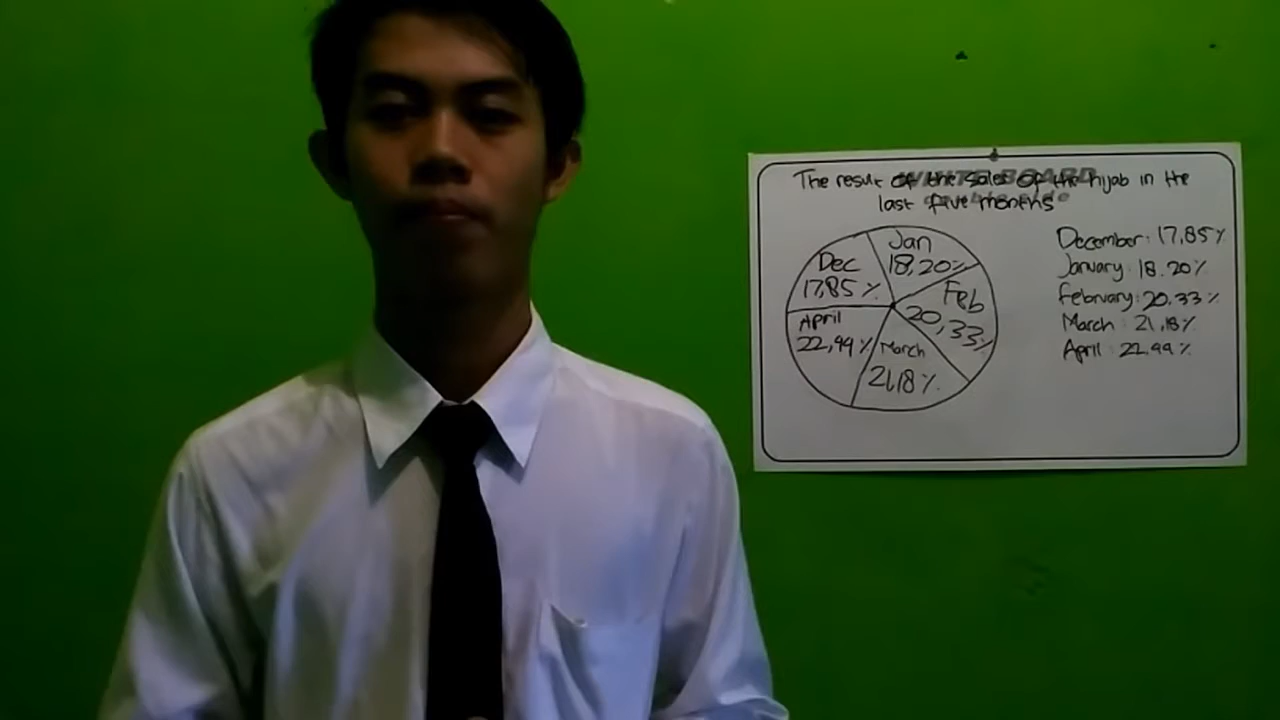 The result of the sales of the hijab in the
last five months
Jan
18,20%
Dec
17,85%
Feb
20,33%
April
22,44%
March
21,18%
December: 17,85%
January: 18.20%
February: 20.33%
March : 21,18%
April : 22.44%